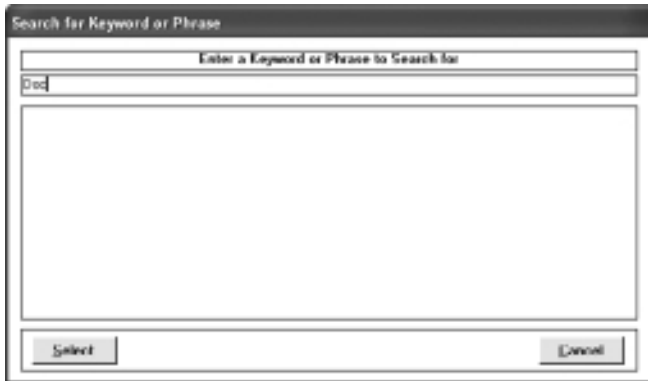 Search for Keyword or Phrase
Enter a Keyword or Phrase to Search for
Doc
Select
Cancel